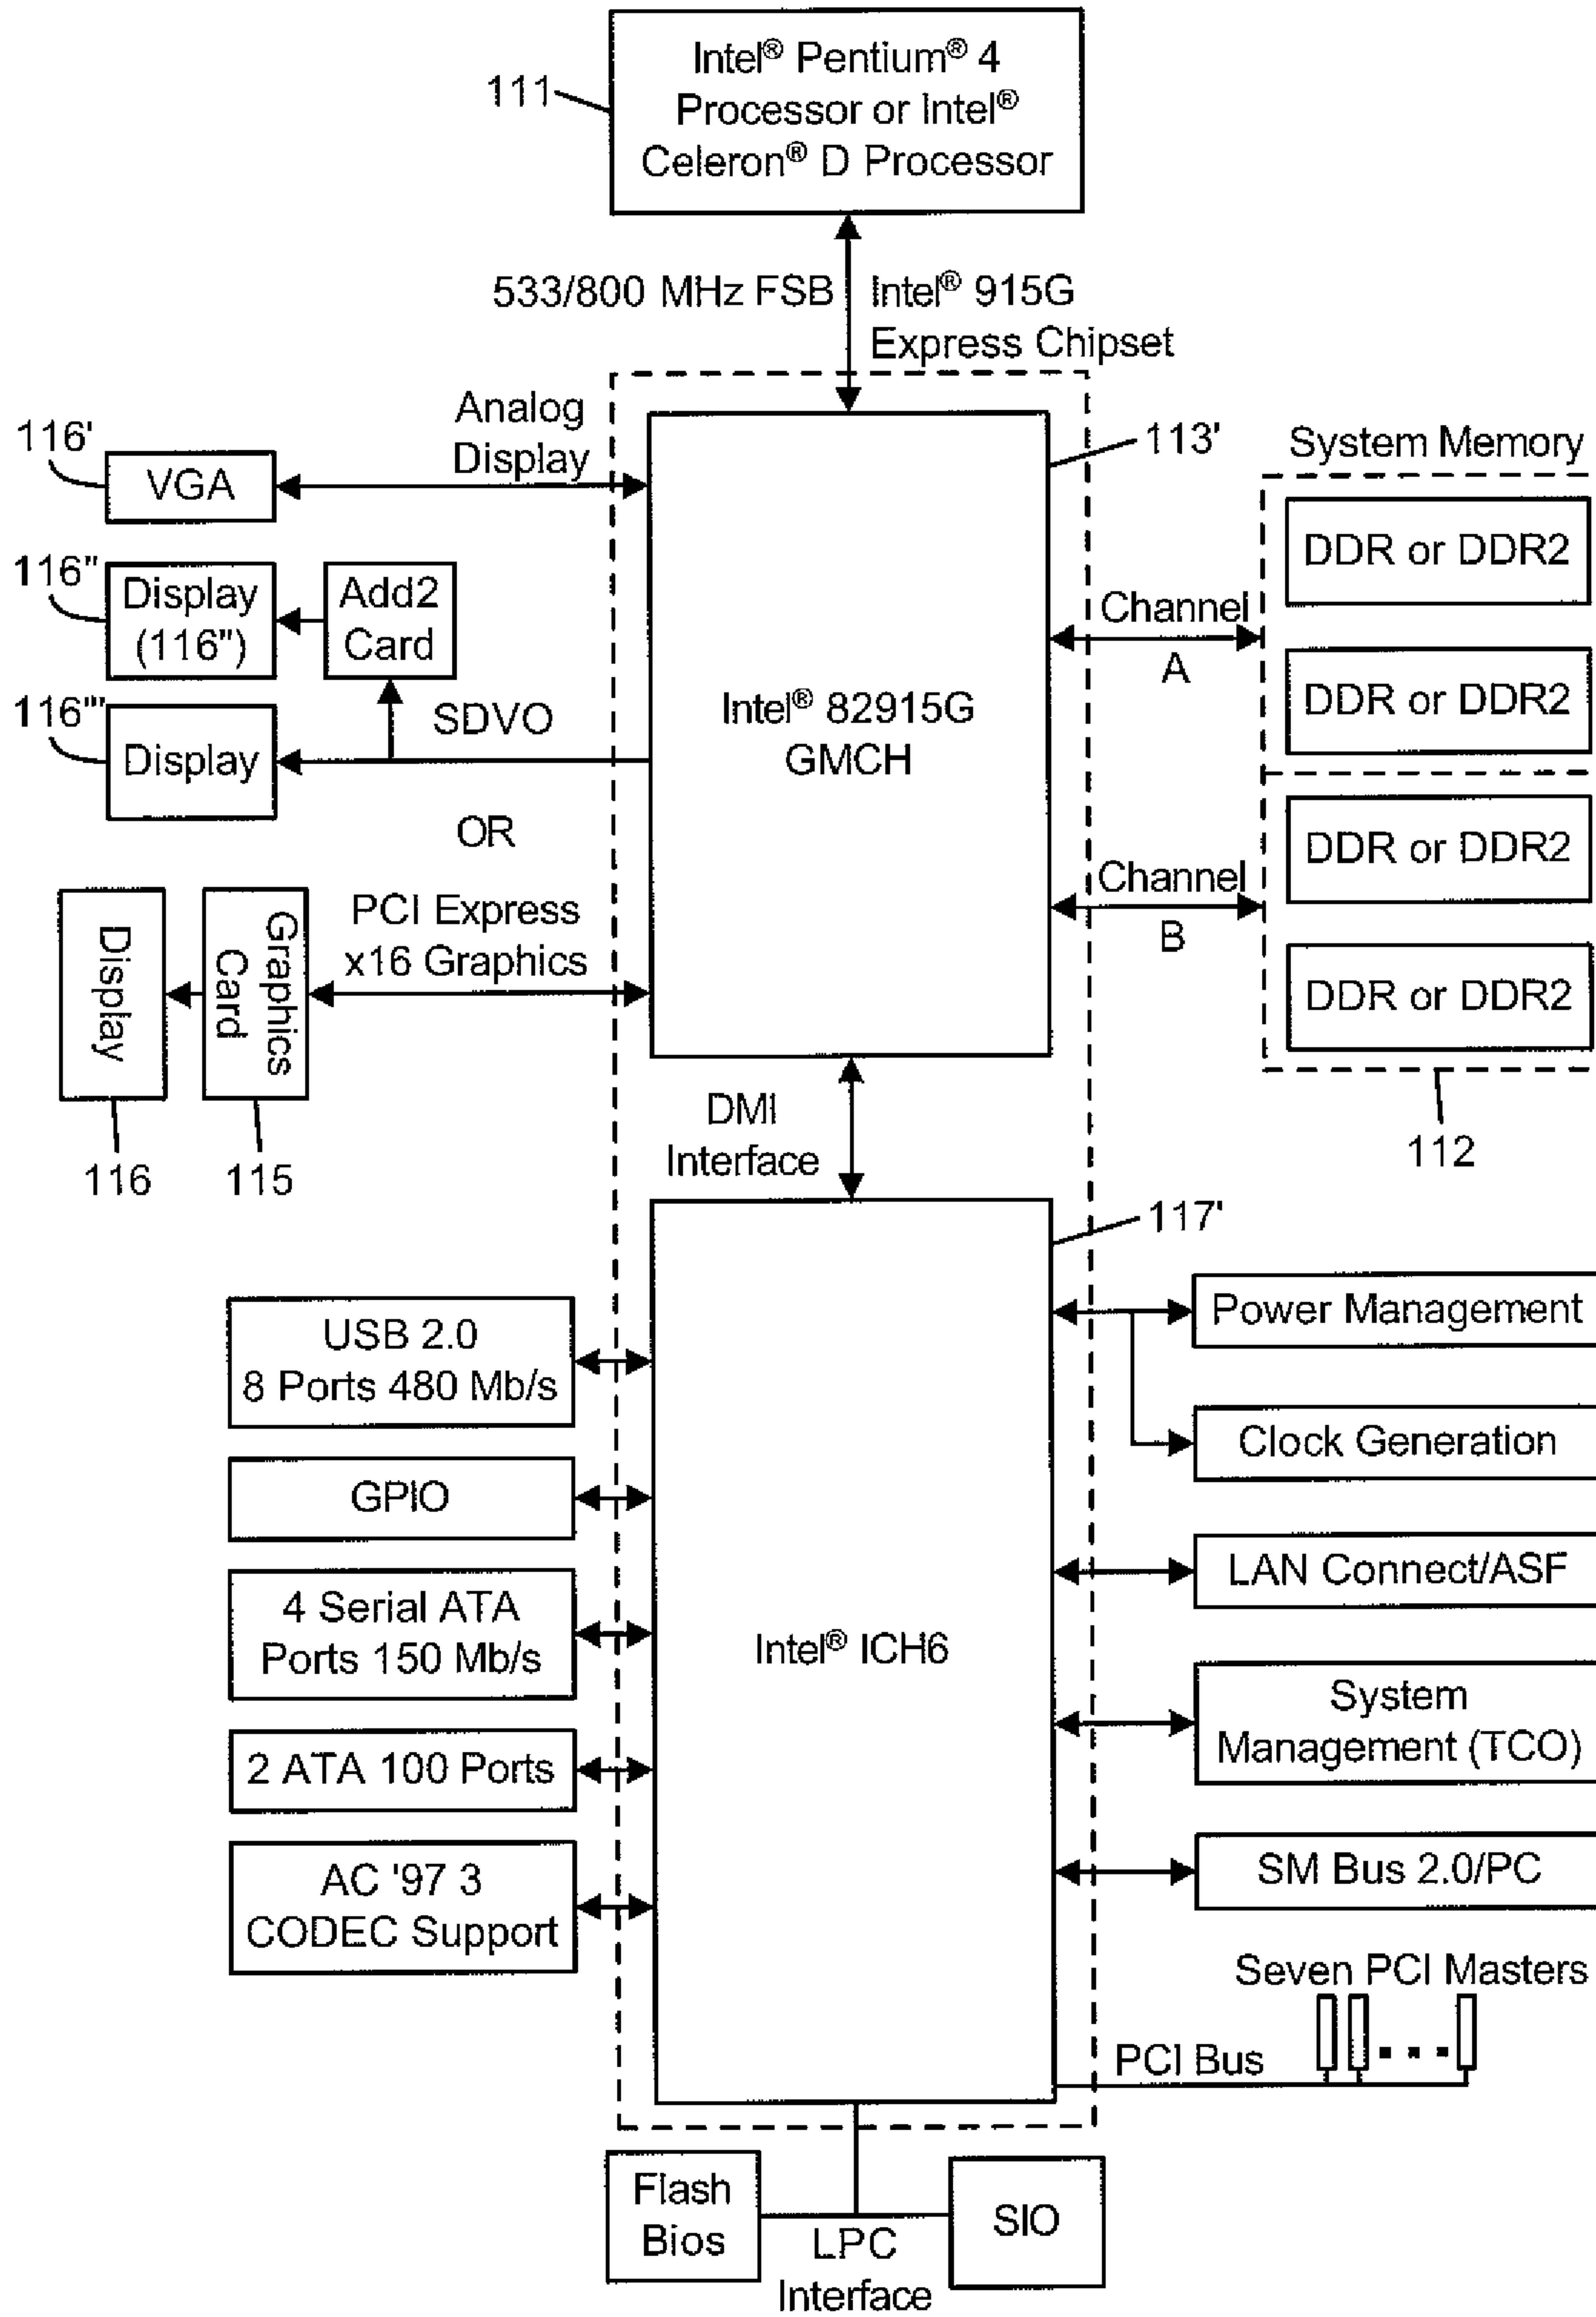 Intel® Pentium® 4
Processor or Intel®
Celeron® D Processor
111
533/800 MHz FSB
Intel® 915G
Express Chipset
Analog
Display
116'
VGA
113'
System Memory
DDR or DDR2
DDR or DDR2
DDR or DDR2
DDR or DDR2
116"
Display
(116")
Add2
Card
Channel
A
116"'
Display
SDVO
Intel® 82915G
GMCH
OR
Channel
B
PCI Express
x16 Graphics
Display
Graphics
Card
116
115
DMI
Interface
112
117'
USB 2.0
8 Ports 480 Mb/s
Power Management
Clock Generation
GPIO
4 Serial ATA
Ports 150 Mb/s
LAN Connect/ASF
Intel® ICH6
System
Management (TCO)
2 ATA 100 Ports
AC '97 3
CODEC Support
SM Bus 2.0/PC
Seven PCI Masters
PCI Bus
Flash
Bios
LPC
Interface
SIO